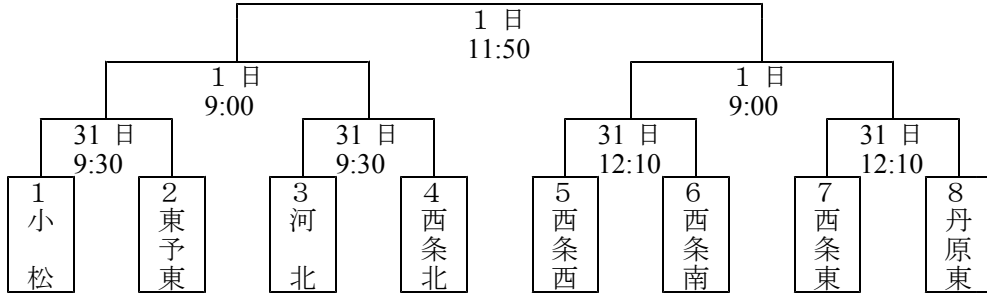 １ 日
11:50
１ 日
9:00
１ 日
9:00
31 日
9:30
31 日
9:30
31 日
12:10
31 日
12:10
１
小松
２
東予東
３
河北
４
西条北
５
西条西
６
西条南
７
西条東
８
丹原東